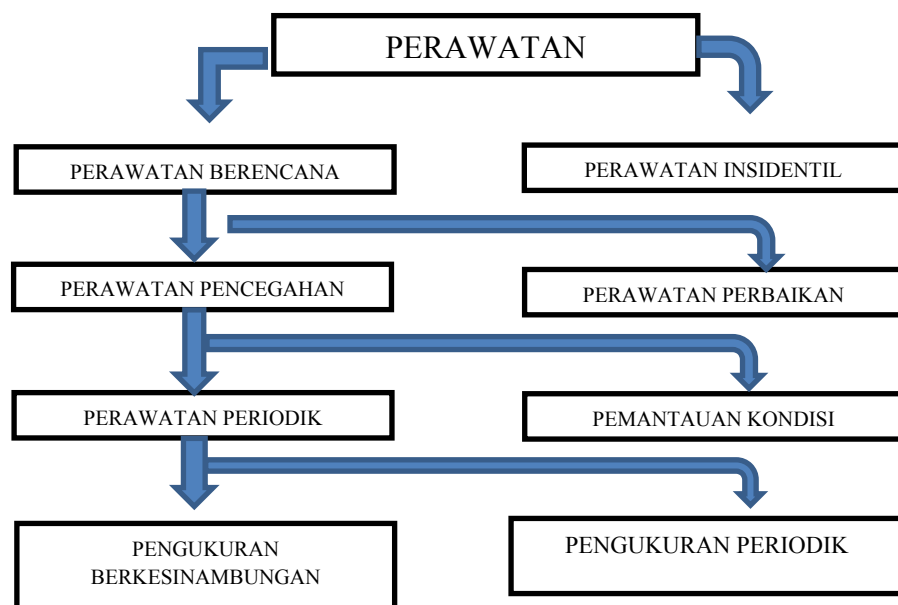 PERAWATAN
PERAWATAN BERENCANA
PERAWATAN INSIDENTIL
PERAWATAN PENCEGAHAN
PERAWATAN PERBAIKAN
PERAWATAN PERIODIK
PEMANTAUAN KONDISI
PENGUKURAN
BERKESINAMBUNGAN
PENGUKURAN PERIODIK